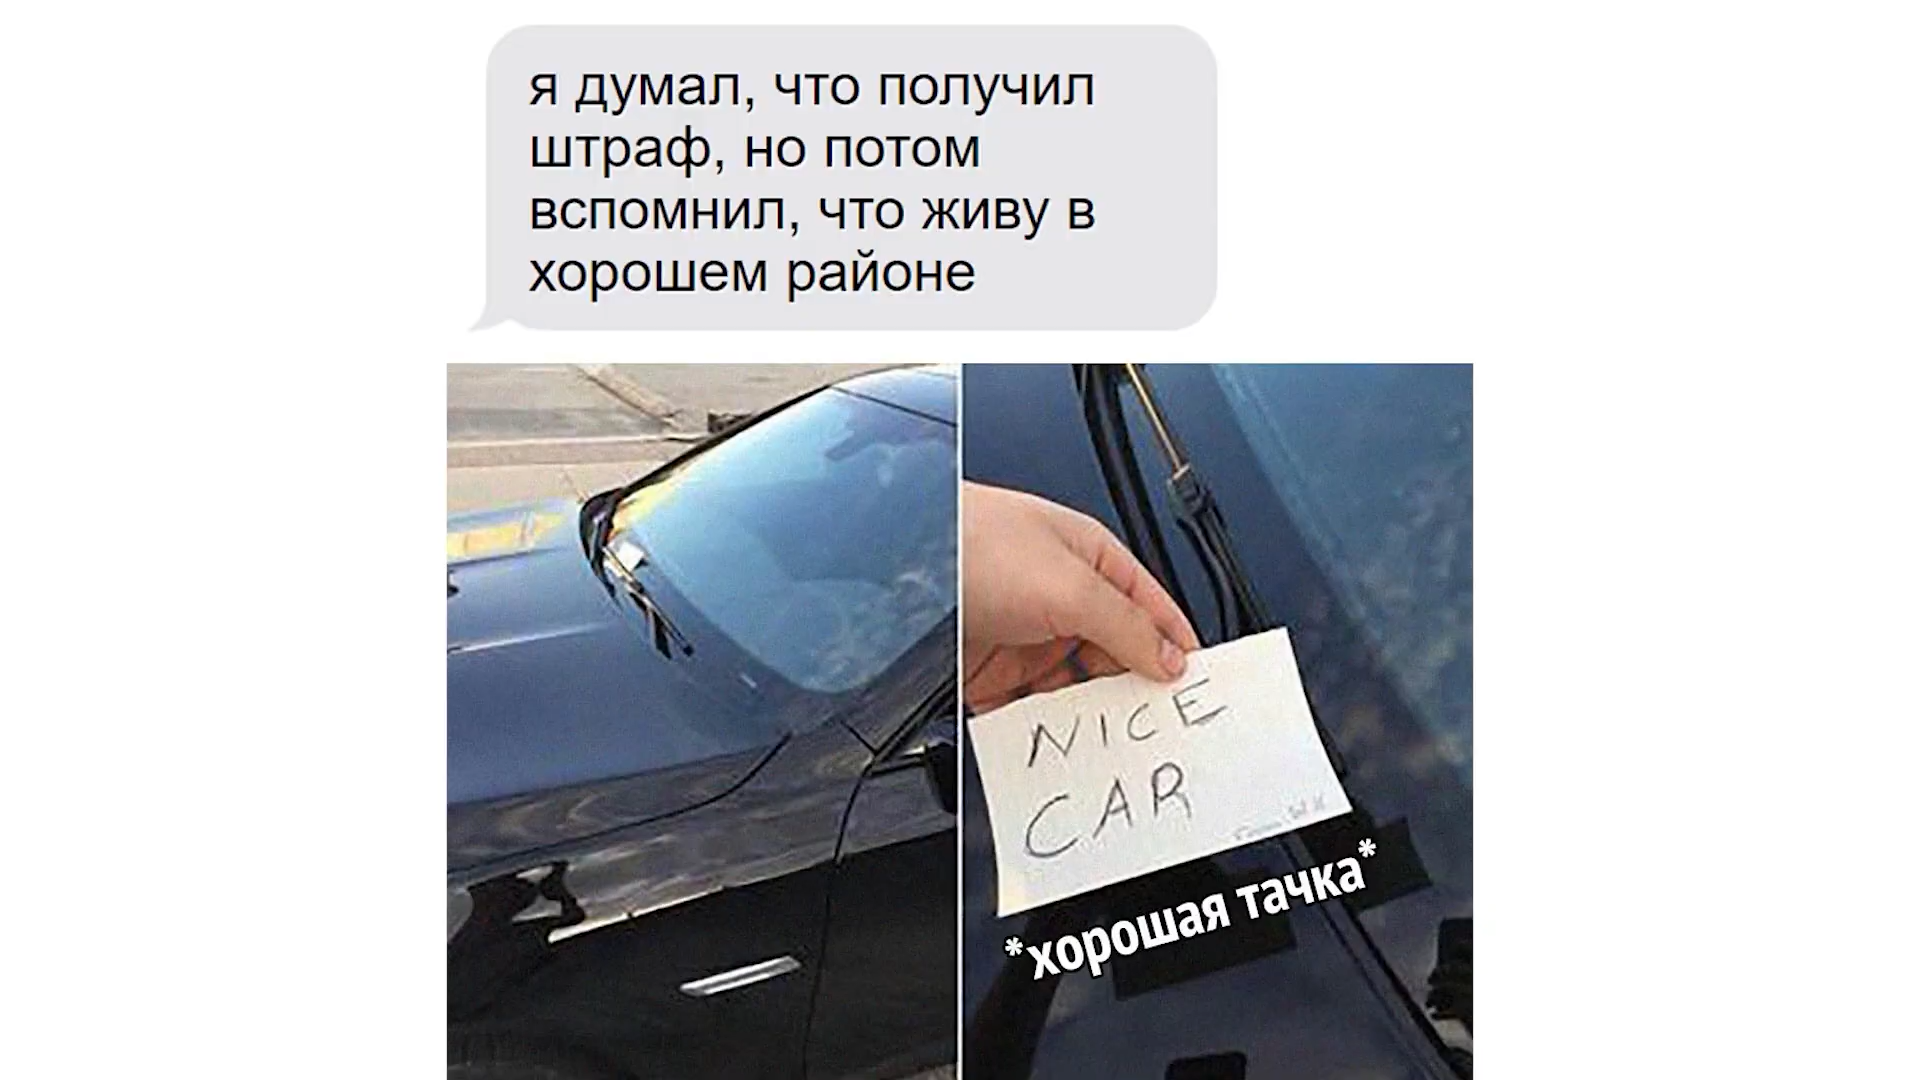 я думал, что получил
штраф, но потом
вспомнил, что живу в
хорошем районе
NICE
CAR
*хорошая тачка*